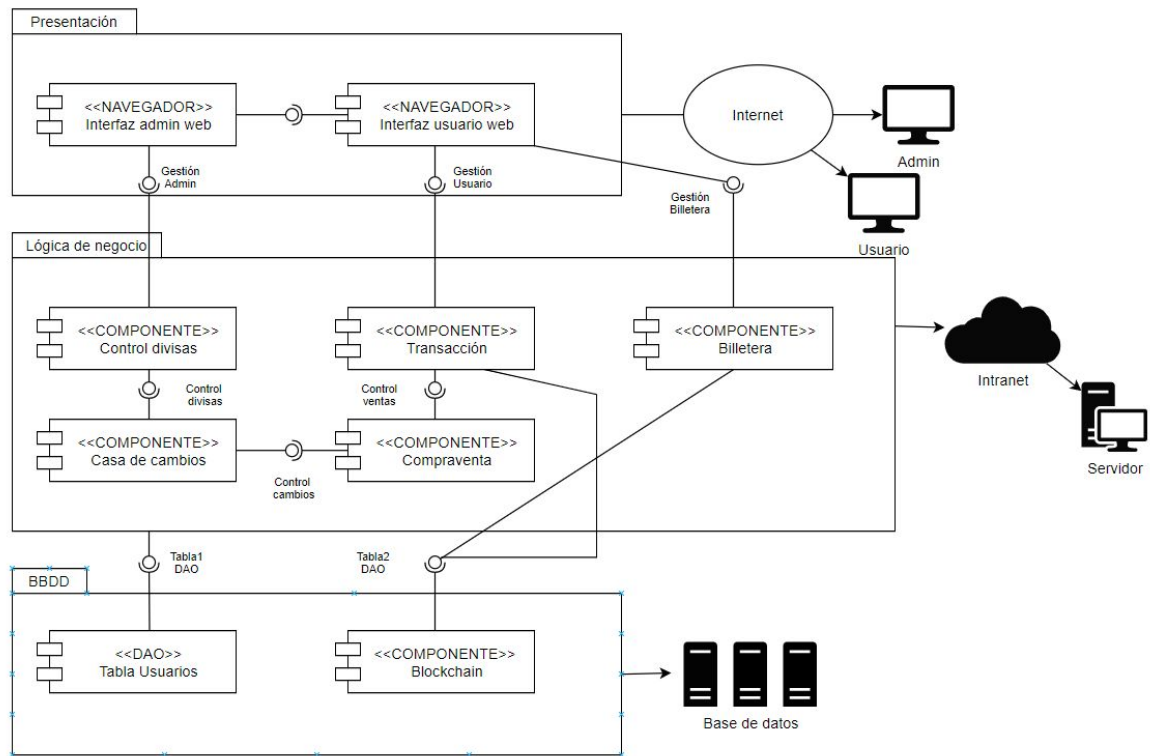 Presentación
<<NAVEGADOR>>
Interfaz admin web
<<NAVEGADOR>>
Interfaz usuario web
Internet
Admin
Usuario
Gestión
Admin
Gestión
Usuario
Gestión
Billetera
Lógica de negocio
<<COMPONENTE>>
Control divisas
<<COMPONENTE>>
Transacción
<<COMPONENTE>>
Billetera
Intranet
Servidor
Control
divisas
Control
ventas
<<COMPONENTE>>
Casa de cambios
<<COMPONENTE>>
Compraventa
Control
cambios
Tabla1
DAO
Tabla2
DAO
BBDD
<<DAO>>
Tabla Usuarios
<<COMPONENTE>>
Blockchain
Base de datos